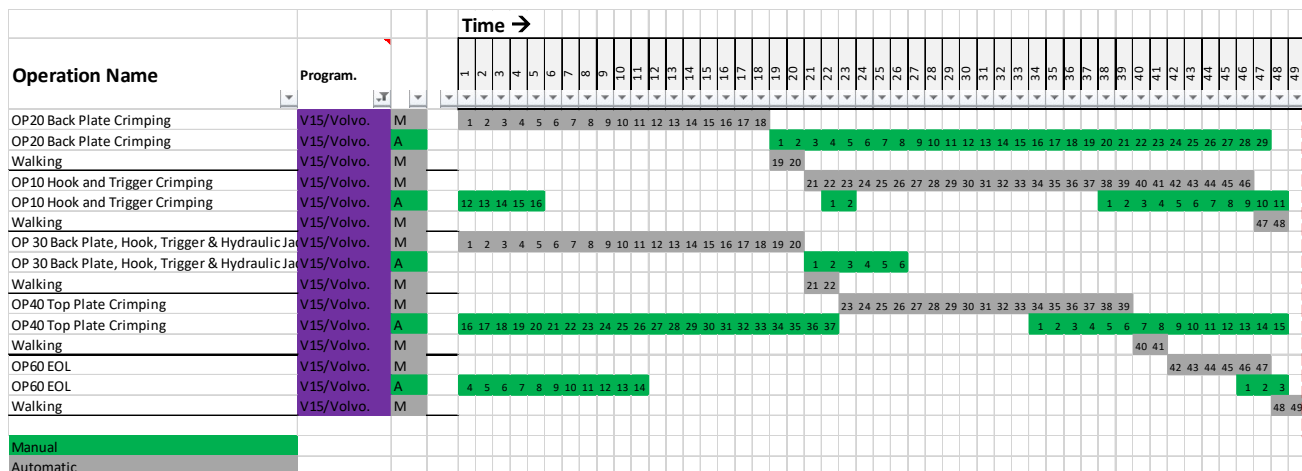 Time →
Operation Name Program. 1 2 3 4 5 6 7 8 9 10 11 12 13 14 15 16 17 18 19 20 21 22 23 24 25 26 27 28 29 30 31 32 33 34 35 36 37 38 39 40 41 42 43 44 45 46 47 48 49
OP20 Back Plate Crimping V15/Volvo. M 1 2 3 4 5 6 7 8 9 10 11 12 13 14 15 16 17 18
OP20 Back Plate Crimping V15/Volvo. A 1 2 3 4 5 6 7 8 9 10 11 12 13 14 15 16 17 18 19 20 21 22 23 24 25 26 27 28 29
Walking V15/Volvo. M 19 20
OP10 Hook and Trigger Crimping V15/Volvo. M 21 22 23 24 25 26 27 28 29 30 31 32 33 34 35 36 37 38 39 40 41 42 43 44 45 46
OP10 Hook and Trigger Crimping V15/Volvo. A 12 13 14 15 16 1 2 1 2 3 4 5 6 7 8 9 10 11
Walking V15/Volvo. M 47 48
OP 30 Back Plate, Hook, Trigger & Hydraulic Ja V15/Volvo. M 1 2 3 4 5 6 7 8 9 10 11 12 13 14 15 16 17 18 19 20
OP 30 Back Plate, Hook, Trigger & Hydraulic Ja V15/Volvo. A 1 2 3 4 5 6
Walking V15/Volvo. M 21 22
OP40 Top Plate Crimping V15/Volvo. M 23 24 25 26 27 28 29 30 31 32 33 34 35 36 37 38 39
OP40 Top Plate Crimping V15/Volvo. A 16 17 18 19 20 21 22 23 24 25 26 27 28 29 30 31 32 33 34 35 36 37 1 2 3 4 5 6 7 8 9 10 11 12 13 14 15
Walking V15/Volvo. M 40 41
OP60 EOL V15/Volvo. M 42 43 44 45 46 47
OP60 EOL V15/Volvo. A 4 5 6 7 8 9 10 11 12 13 14 1 2 3
Walking V15/Volvo. M 48 49
Manual
Automatic